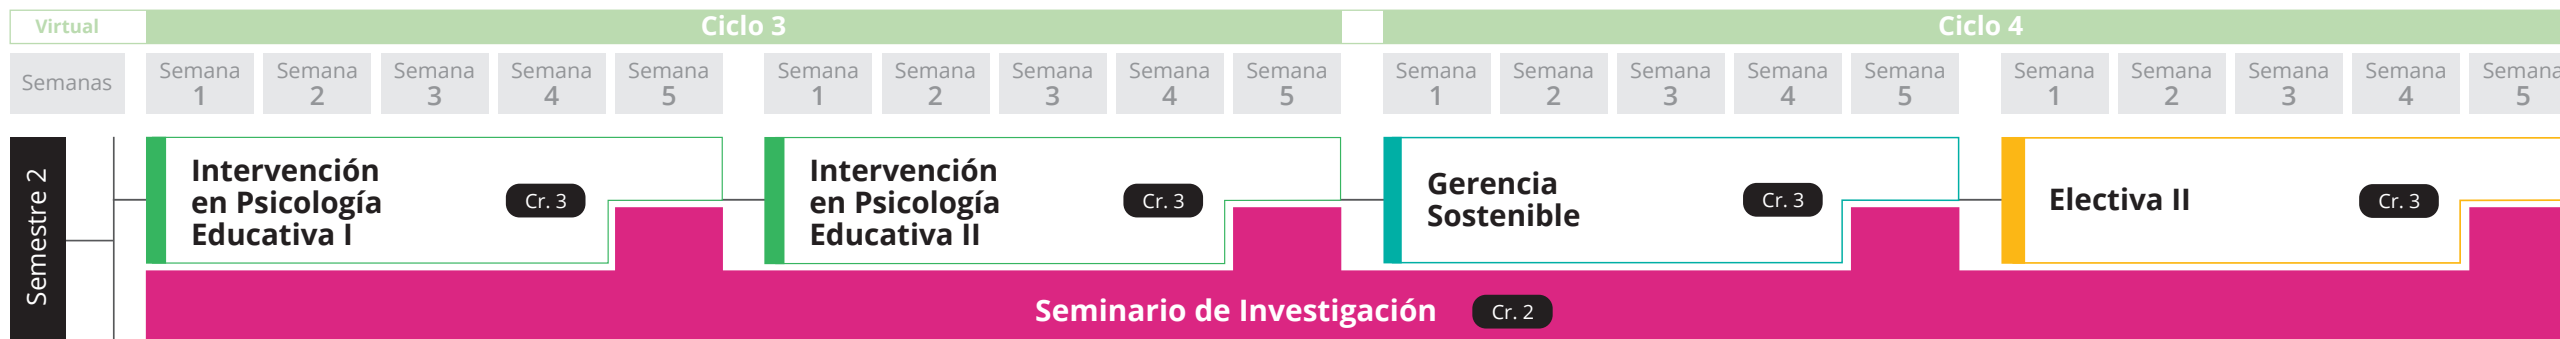 Virtual
Ciclo 3
Ciclo 4
Semanas
Semana
1
Semana
2
Semana
3
Semana
4
Semana
5
Semana
1
Semana
2
Semana
3
Semana
4
Semana
5
Semana
1
Semana
2
Semana
3
Semana
4
Semana
5
Semana
1
Semana
2
Semana
3
Semana
4
Semana
5
Semestre 2
Intervención
en Psicología
Educativa I
Cr. 3
Intervención
en Psicología
Educativa II
Cr. 3
Gerencia
Sostenible
Cr. 3
Electiva II
Cr. 3
Seminario de Investigación
Cr. 2